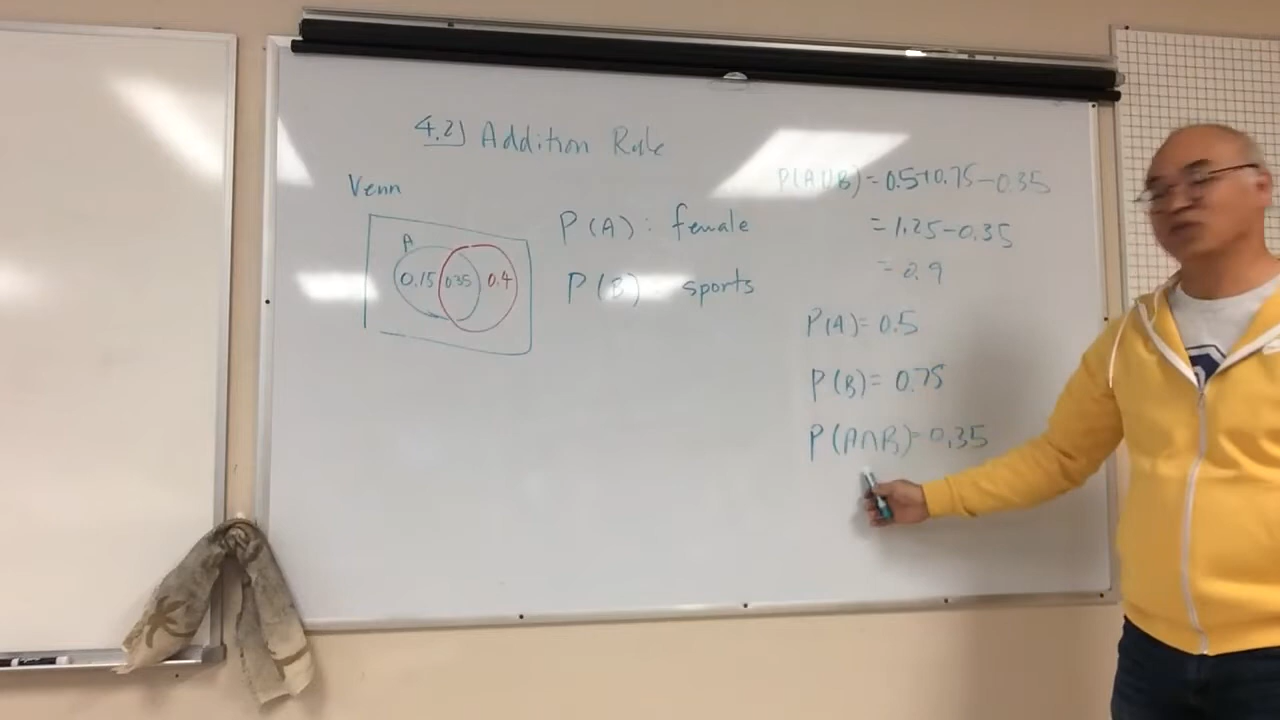 4.2) Addition Rule
Venn
A
0.15 0.35 0.4
P(A): female
P(B) sports
P(A∪B)=0.5+0.75-0.35
=1.25-0.35
=0.9
P(A)=0.5
P(B)=0.75
P(A∩B)=0.35